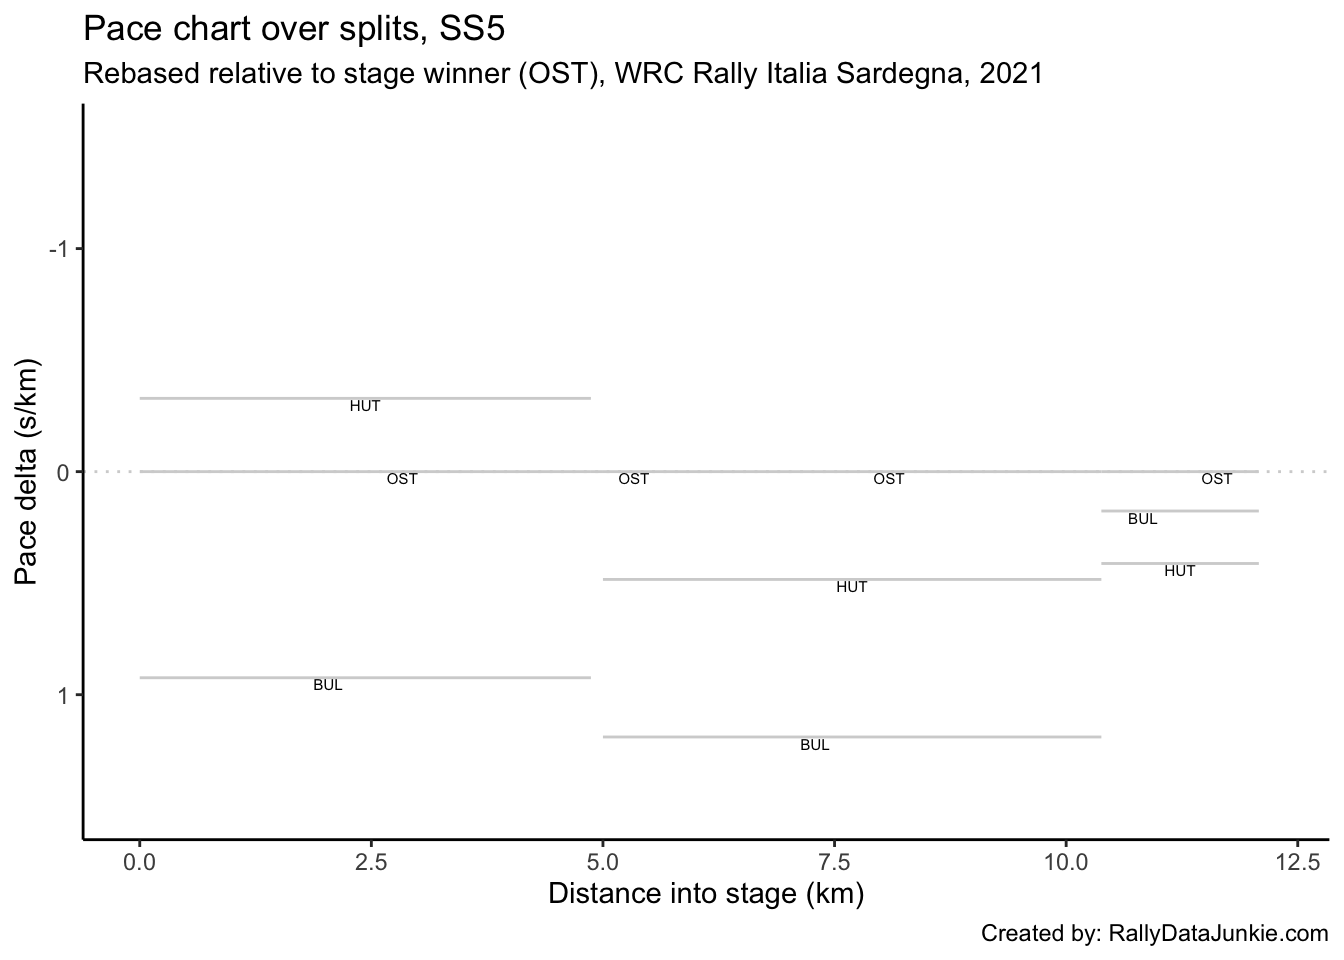 Pace chart over splits, SS5
Rebased relative to stage winner (OST), WRC Rally Italia Sardegna, 2021
Pace delta (s/km)
-1
0
1
HUT
OST OST OST OST
BUL
HUT
HUT
BUL
BUL
0.0 2.5 5.0 7.5 10.0 12.5
Distance into stage (km)
Created by: RallyDataJunkie.com